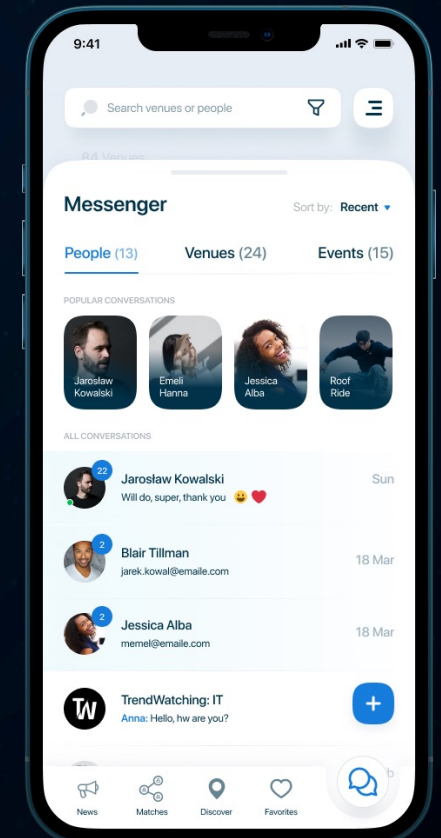 9:41
Search venues or people
84 Venues
Messenger
Sort by: Recent
People (13)
Venues (24)
Events (15)
POPULAR CONVERSATIONS
Jarosław
Kowalski
Emeli
Hanna
Jessica
Alba
Roof
Ride
ALL CONVERSATIONS
22
Jarosław Kowalski
Sun
Will do, super, thank you 😀 ❤️
2
Blair Tillman
18 Mar
jarek.kowal@emaile.com
2
Jessica Alba
18 Mar
memel@emaile.com
TW
TrendWatching: IT
Anna: Hello, hw are you?
+
News
Matches
Discover
Favorites